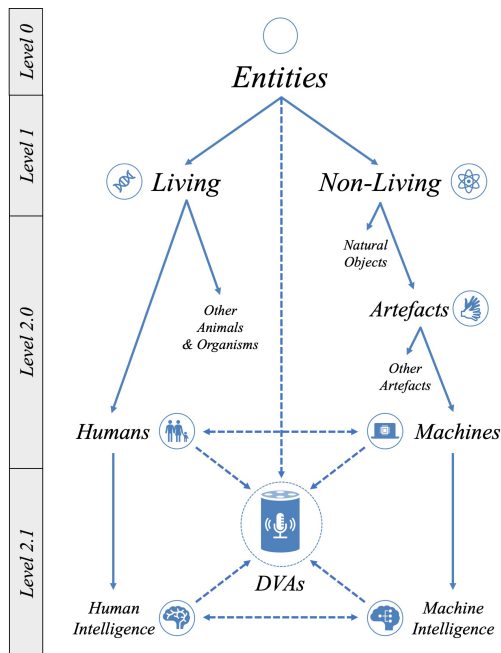 Level 0
Entities
Level 1
Living
Non-Living
Natural
Objects
Level 2.0
Other
Animals
& Organisms
Artefacts
Other
Artefacts
Humans
Machines
Level 2.1
DVAs
Human
Intelligence
Machine
Intelligence